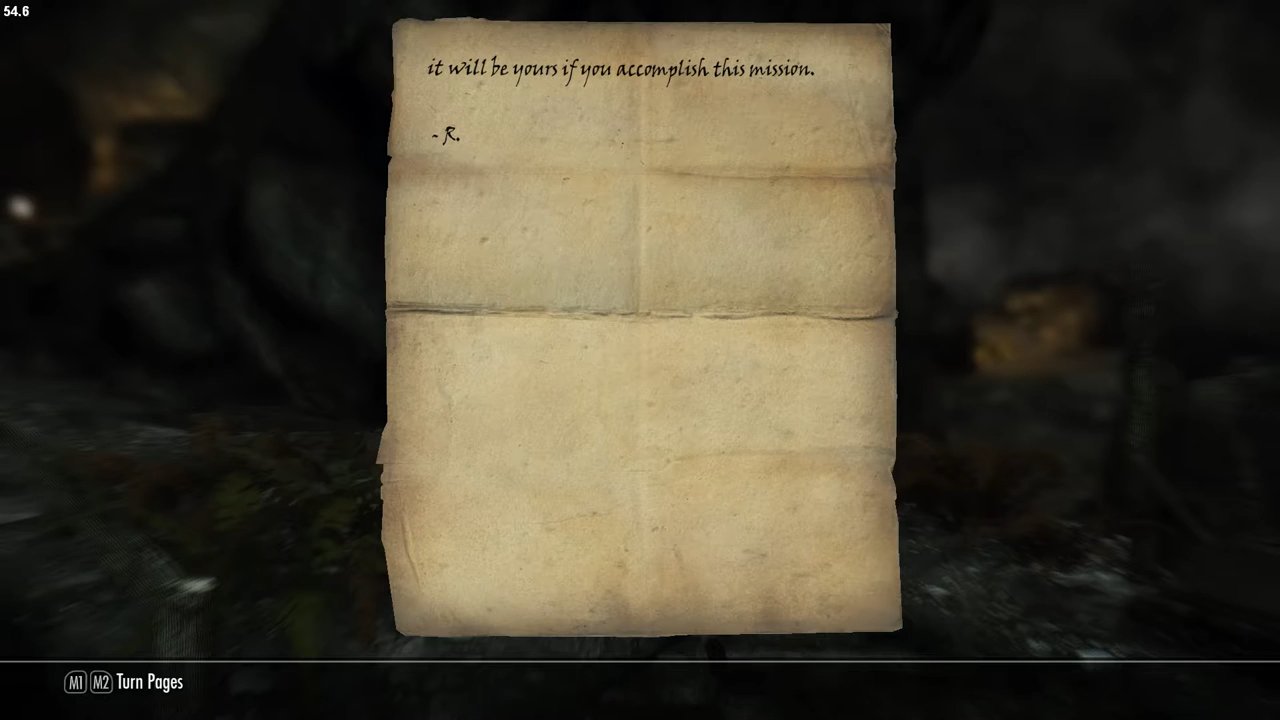 54.6
it will be yours if you accomplish this mission.
- R.
M1 M2 Turn Pages